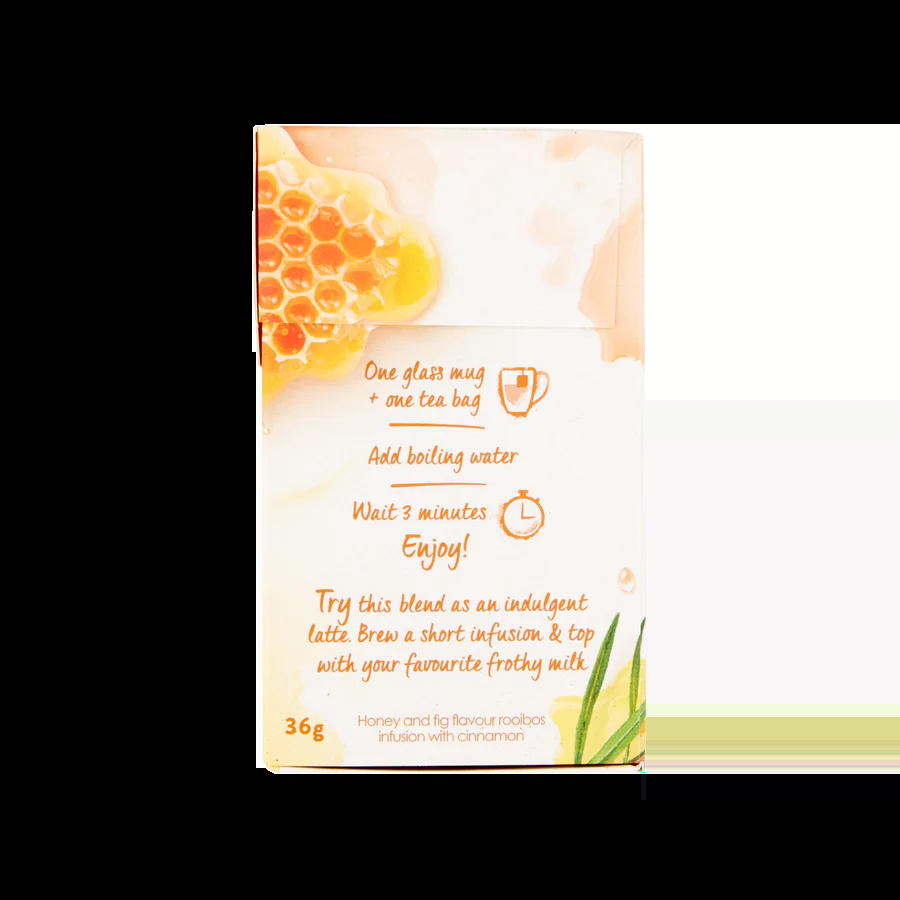 One glass mug
+ one tea bag
Add boiling water
Wait 3 minutes
Enjoy!
Try this blend as an indulgent
latte. Brew a short infusion & top
with your favourite frothy milk
36g
Honey and fig flavour rooibos
infusion with cinnamon